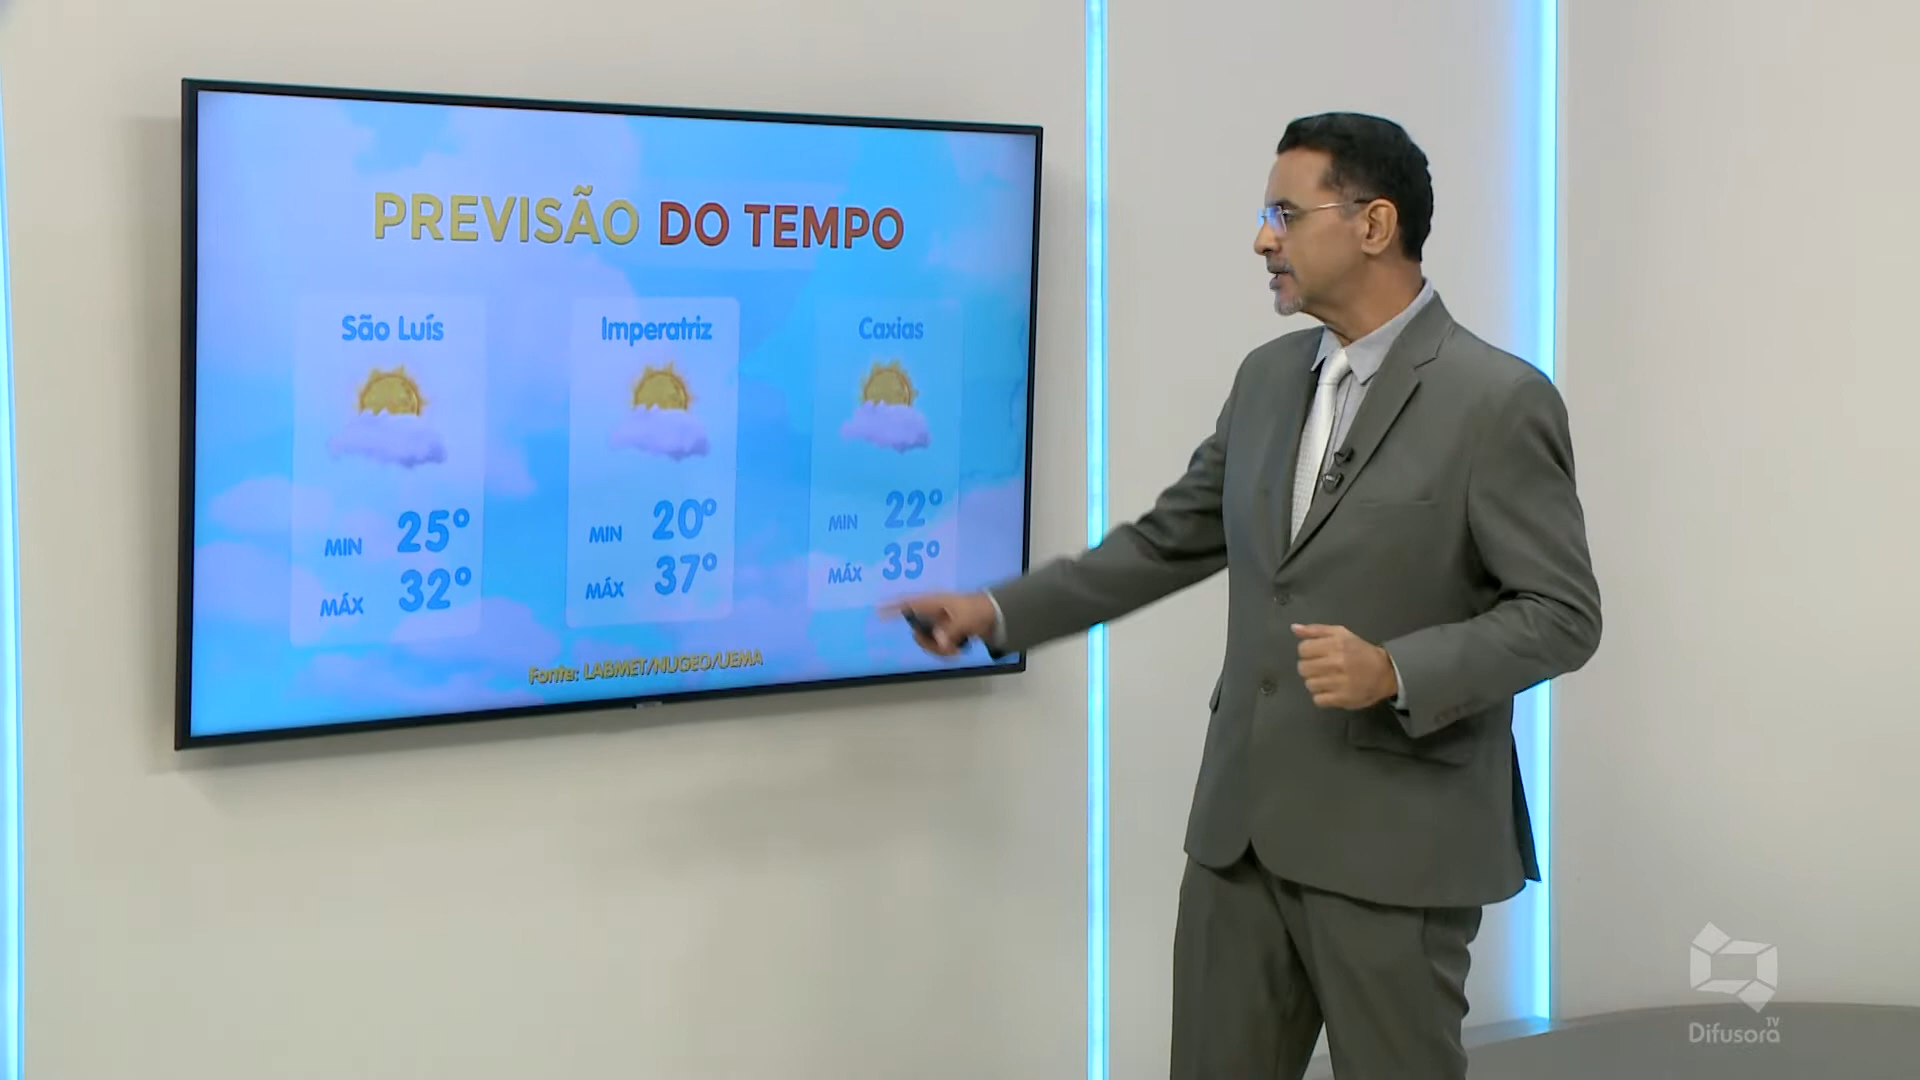 PREVISÃO DO TEMPO
São Luís
MIN 25°
MÁX 32°
Imperatriz
MIN 20°
MÁX 37°
Caxias
MIN 22°
MÁX 35°
Fonte: LABMET/NUGEO/UEMA
TV
Difusora